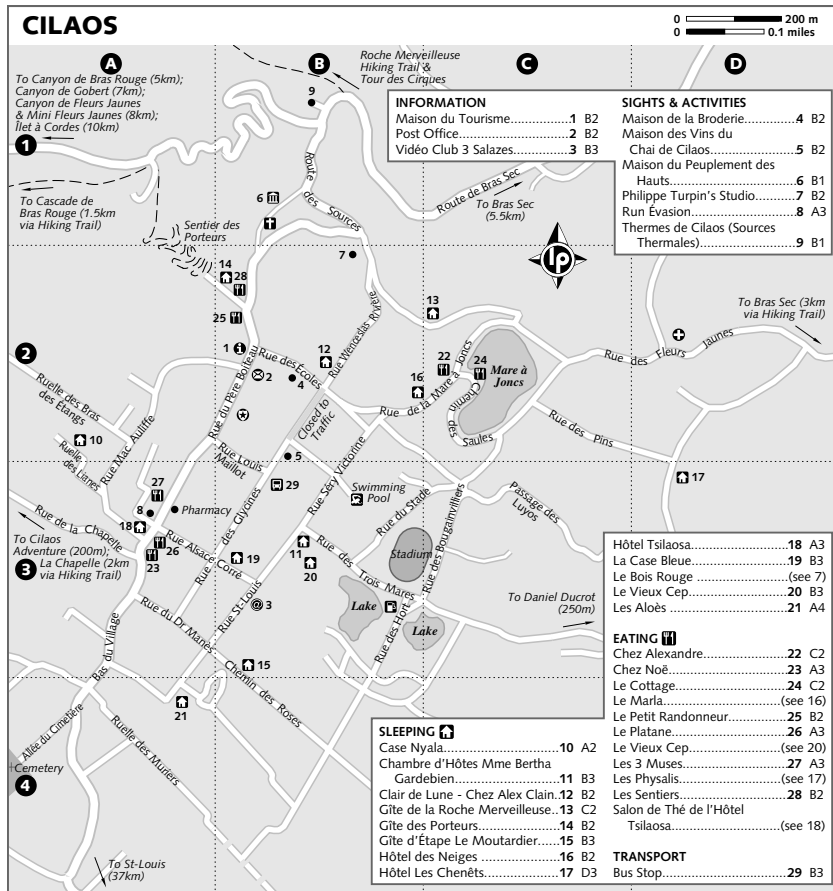 CILAOS
0 200 m
0 0.1 miles
A
B
C
D
To Canyon de Bras Rouge (5km);
Canyon de Gobert (7km);
Canyon de Fleurs Jaunes
& Mini Fleurs Jaunes (8km);
Îlet à Cordes (10km)
Roche Merveilleuse
Hiking Trail &
Tour des Cirques
9
1
INFORMATION
Maison du Tourisme 1 B2
Post Office 2 B2
Vidéo Club 3 Salazes 3 B3
SIGHTS & ACTIVITIES
Maison de la Broderie 4 B2
Maison des Vins du
Chai de Cilaos 5 B2
Maison du Peuplement des
Hauts 6 B1
Philippe Turpin's Studio 7 B2
Run Évasion 8 A3
Thermes de Cilaos (Sources
Thermales) 9 B1
To Cascade de
Bras Rouge (1.5km
via Hiking Trail)
Sentier des
Porteurs
6
Route des Sources
Route de Bras Sec
To Bras Sec
(5.5km)
lp
7
14
28
25
13
To Bras Sec (3km
via Hiking Trail)
2
1
Rue des Écoles
12
Rue Wenceslas Rivière
22
24
Mare à
Joncs
Rue des Fleurs Jaunes
2
4
16
Rue de la Mare à Joncs
Chemin des Saules
Ruelle des Bras
des Étangs
Rue du Père Boiteau
Closed to
Traffic
Rue des Pins
10
Rue Mac Auliffe
Ruelle
des Lianes
Rue Louis
Maillot
5
Rue Séry Victorine
17
27
29
Swimming
Pool
8
Pharmacy
Rue des Glycines
Rue du Stade
Passage des
Luyos
Rue de la Chapelle
18
26
23
Rue Alsace Corré
19
11
20
Stadium
Rue des Bougainvilliers
To Cilaos
Adventure (200m);
La Chapelle (2km
via Hiking Trail)
3
Rue des Trois Mares
Rue St-Louis
3
Lake
Lake
Rue des Hort
To Daniel Ducrot
(250m)
Rue du Dr Manès
Bas du Village
15
Chemin des Roses
21
Allée du Cimetière
Ruelle des Muriers
Cemetery
4
To St-Louis
(37km)
SLEEPING
Case Nyala 10 A2
Chambre d'Hôtes Mme Bertha
Gardebien 11 B3
Clair de Lune - Chez Alex Clain 12 B2
Gîte de la Roche Merveilleuse 13 C2
Gîte des Porteurs 14 B2
Gîte d'Étape Le Moutardier 15 B3
Hôtel des Neiges 16 B2
Hôtel Les Chenêts 17 D3
Hôtel Tsilaosa 18 A3
La Case Bleue 19 B3
Le Bois Rouge (see 7)
Le Vieux Cep 20 B3
Les Aloès 21 A4
EATING
Chez Alexandre 22 C2
Chez Noë 23 A3
Le Cottage 24 C2
Le Marla (see 16)
Le Petit Randonneur 25 B2
Le Platane 26 A3
Le Vieux Cep (see 20)
Les 3 Muses 27 A3
Les Physalis (see 17)
Les Sentiers 28 B2
Salon de Thé de l'Hôtel
Tsilaosa (see 18)
TRANSPORT
Bus Stop 29 B3